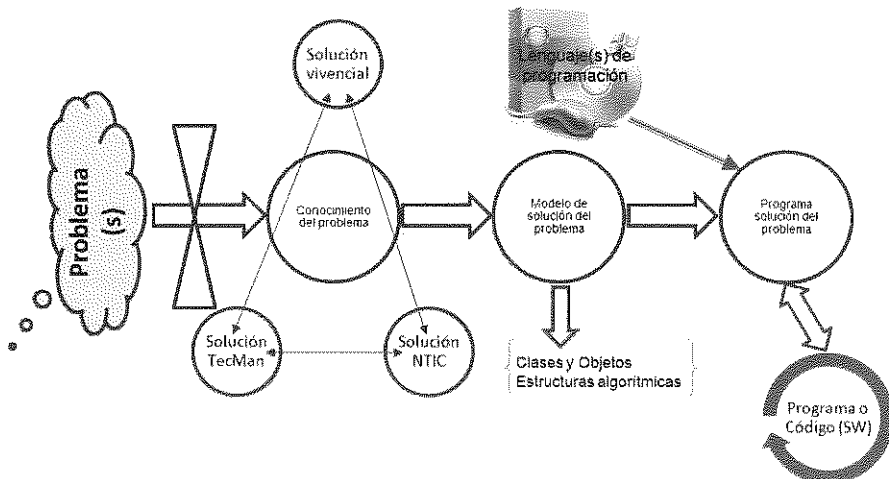 Problema
(s)
Solución
vivencial
Conocimiento
del problema
Solución
TecMan
Solución
NTIC
Modelo de
solución del
problema
Clases y Objetos
Estructuras algorítmicas
Lenguaje(s) de
programación
Programa
solución del
problema
Programa o
Código (SW)